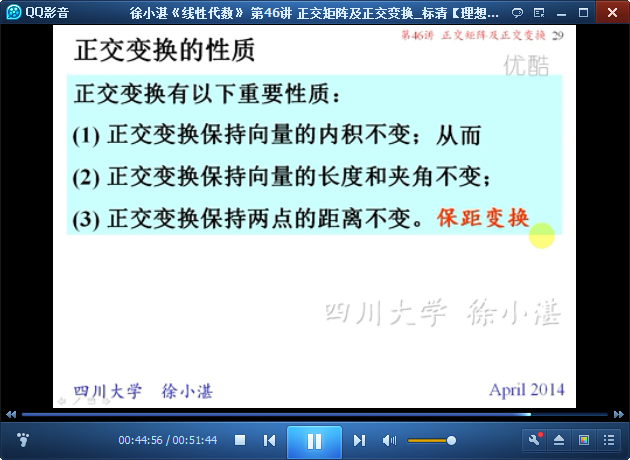 QQ影音
徐小湛《线性代数》 第46讲 正交矩阵及正交变换_标清【理想...
正交变换的性质
第46讲 正交矩阵及正交变换 29
优酷
正交变换有以下重要性质：
(1) 正交变换保持向量的内积不变；从而
(2) 正交变换保持向量的长度和夹角不变；
(3) 正交变换保持两点的距离不变。保距变换
四川大学 徐小湛
四川大学 徐小湛 April 2014
00:44:56 / 00:51:44